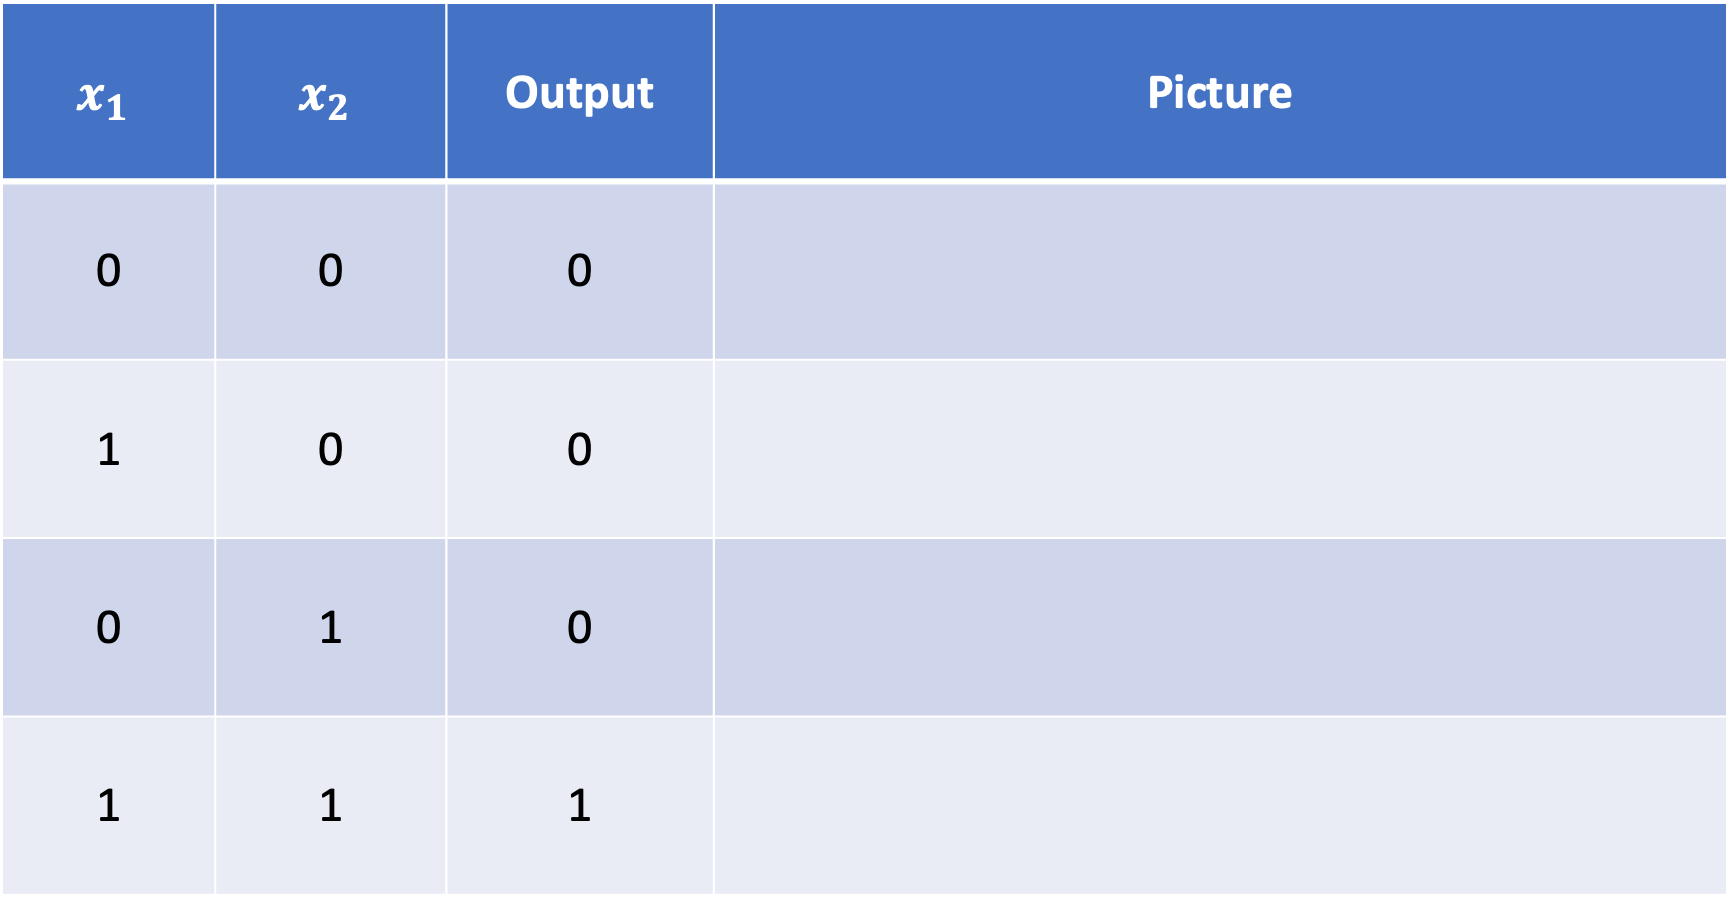 x₁ x₂ Output Picture
0 0 0
1 0 0
0 1 0
1 1 1